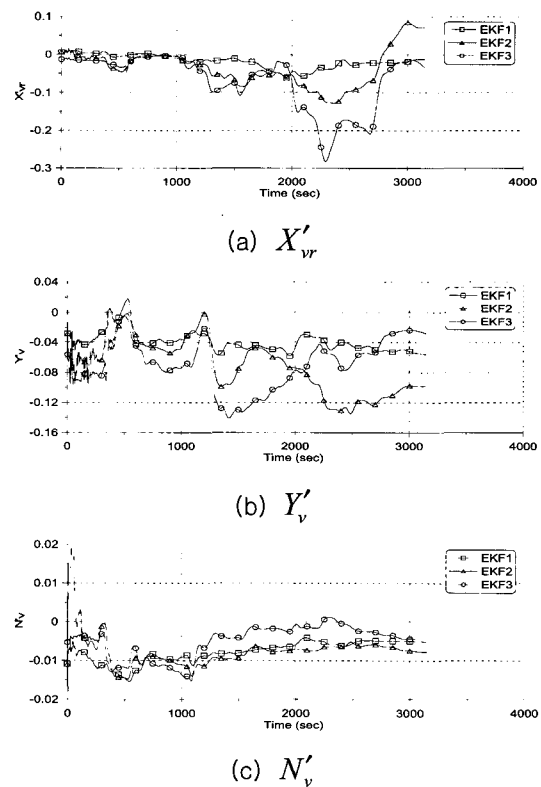 0.1
0
-0.1
-0.2
-0.3
Xvr
EKF1
EKF2
EKF3
0 1000 2000 3000 4000
Time (sec)
(a) X′vr
0.04
0
-0.04
-0.08
-0.12
-0.16
Yv
EKF1
EKF2
EKF3
0 1000 2000 3000 4000
Time (sec)
(b) Y′v
0.02
0.01
0
-0.01
-0.02
Nv
EKF1
EKF2
EKF3
0 1000 2000 3000 4000
Time (sec)
(c) N′v